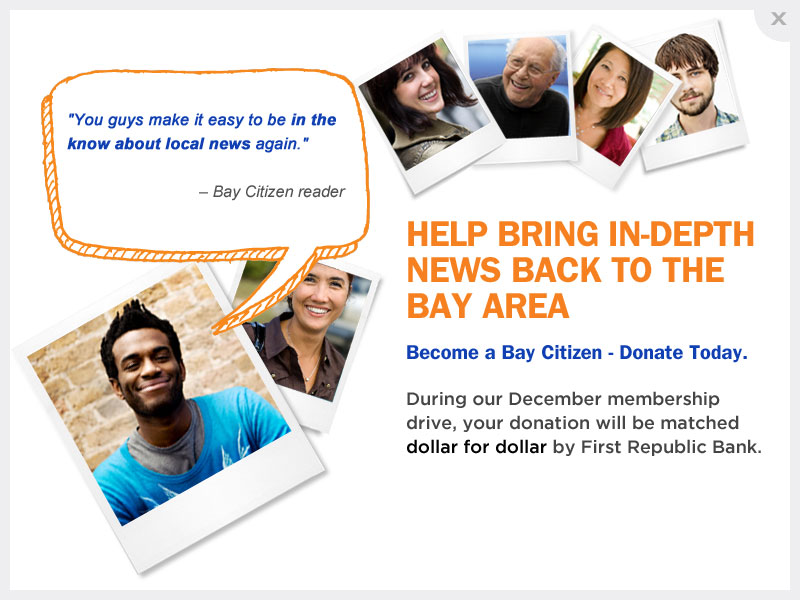 "You guys make it easy to be in the
know about local news again."
– Bay Citizen reader
HELP BRING IN-DEPTH
NEWS BACK TO THE
BAY AREA
Become a Bay Citizen - Donate Today.
During our December membership
drive, your donation will be matched
dollar for dollar by First Republic Bank.